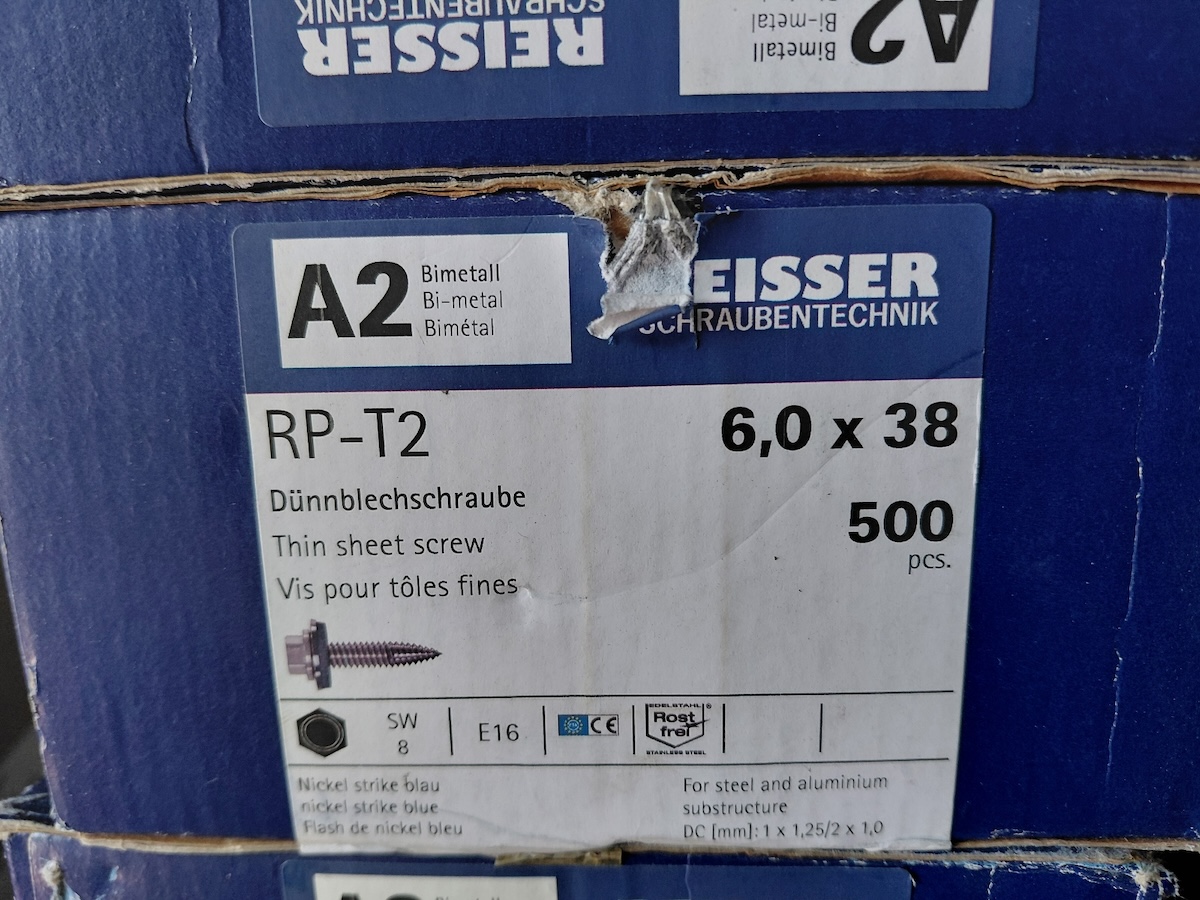 SCHRAUBENTECHNIK
REISSER
Bimetall
Bi-metal
A2
A2
Bimetall
Bi-metal
Bimétal
EISSER
SCHRAUBENTECHNIK
RP-T2
6,0 x 38
Dünnblechschraube
500
Thin sheet screw
pcs.
Vis pour tôles fines
SW
8
E16
CE
EDELSTAHL
Rost
frei
STAINLESS STEEL
Nickel strike blau
nickel strike blue
Flash de nickel bleu
For steel and aluminium
substructure
DC [mm]: 1 x 1,25/2 x 1,0
A2